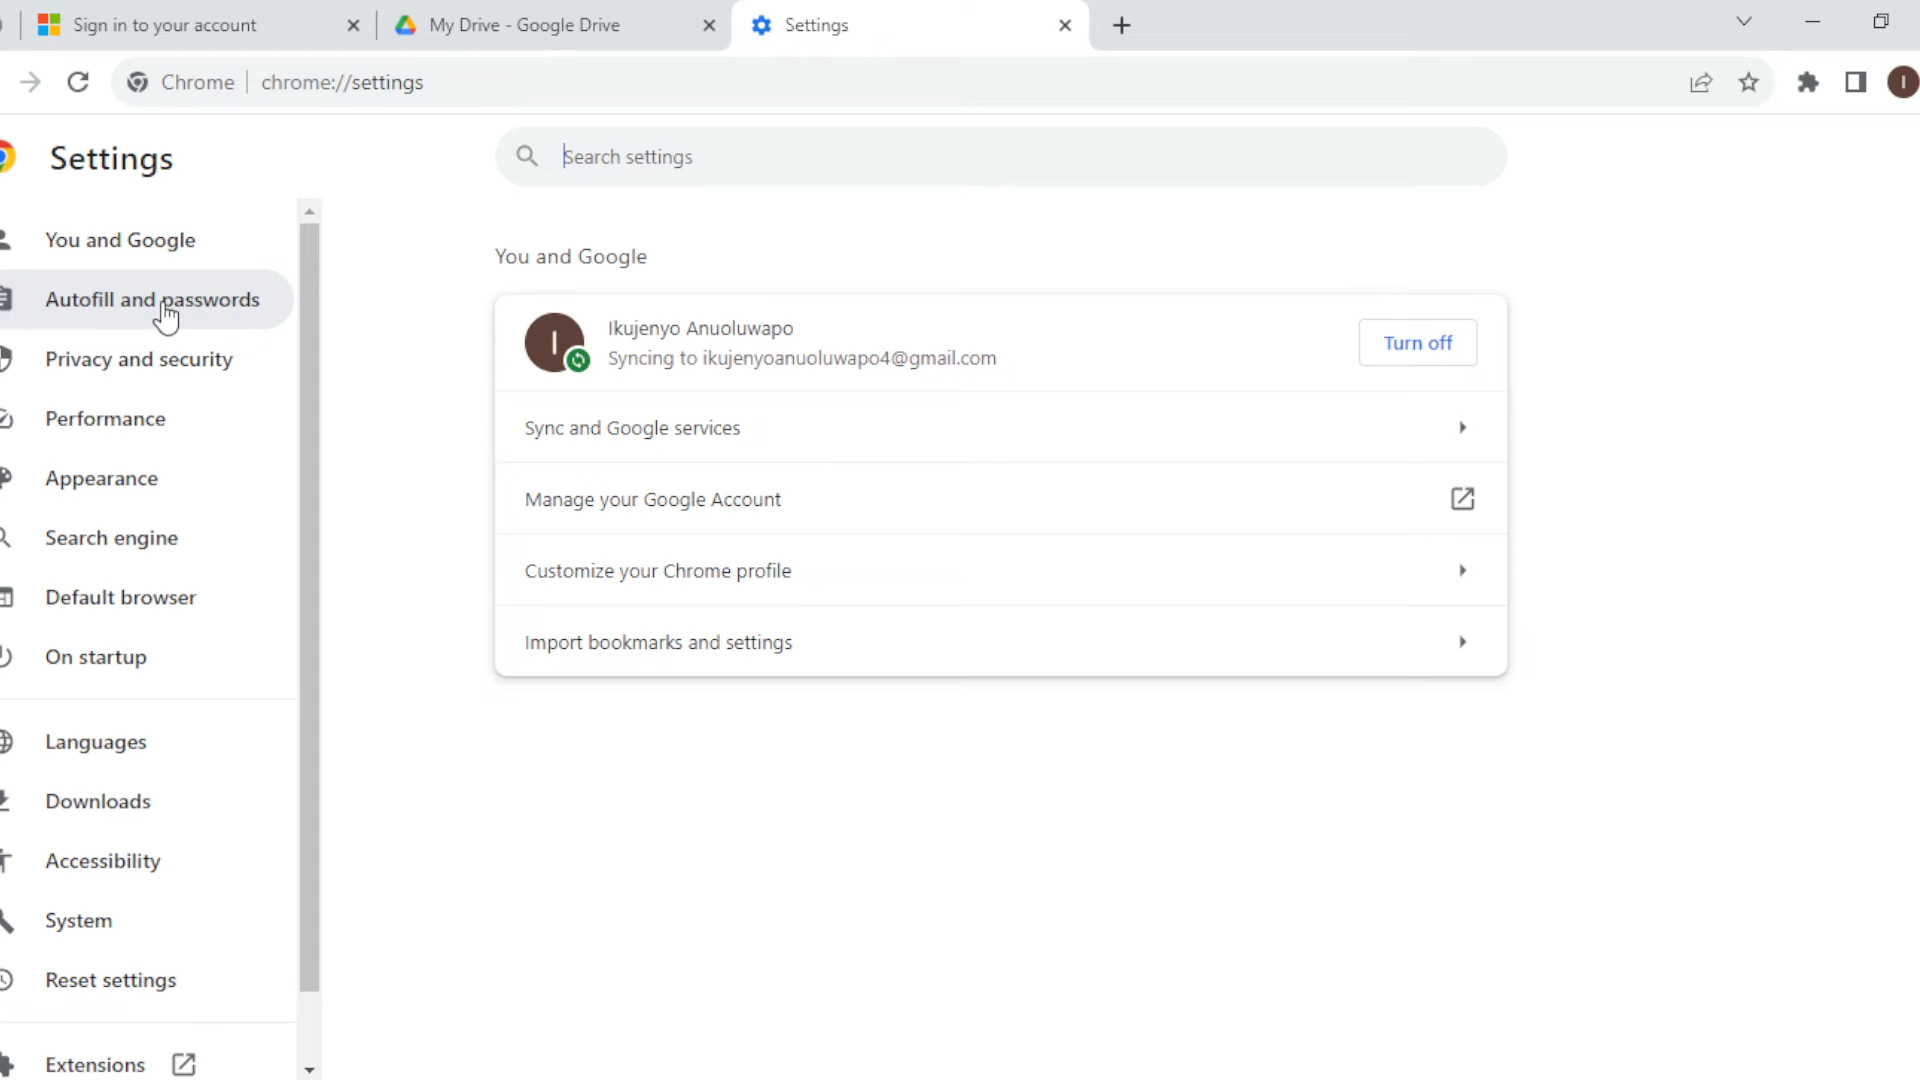 Sign in to your account
My Drive - Google Drive
Settings
Chrome
chrome://settings
I
Settings
Search settings
You and Google
Autofill and passwords
Privacy and security
Performance
Appearance
Search engine
Default browser
On startup
Languages
Downloads
Accessibility
System
Reset settings
Extensions
You and Google
I
Ikujenyo Anuoluwapo
Syncing to ikujenyoanuoluwapo4@gmail.com
Turn off
Sync and Google services
Manage your Google Account
Customize your Chrome profile
Import bookmarks and settings